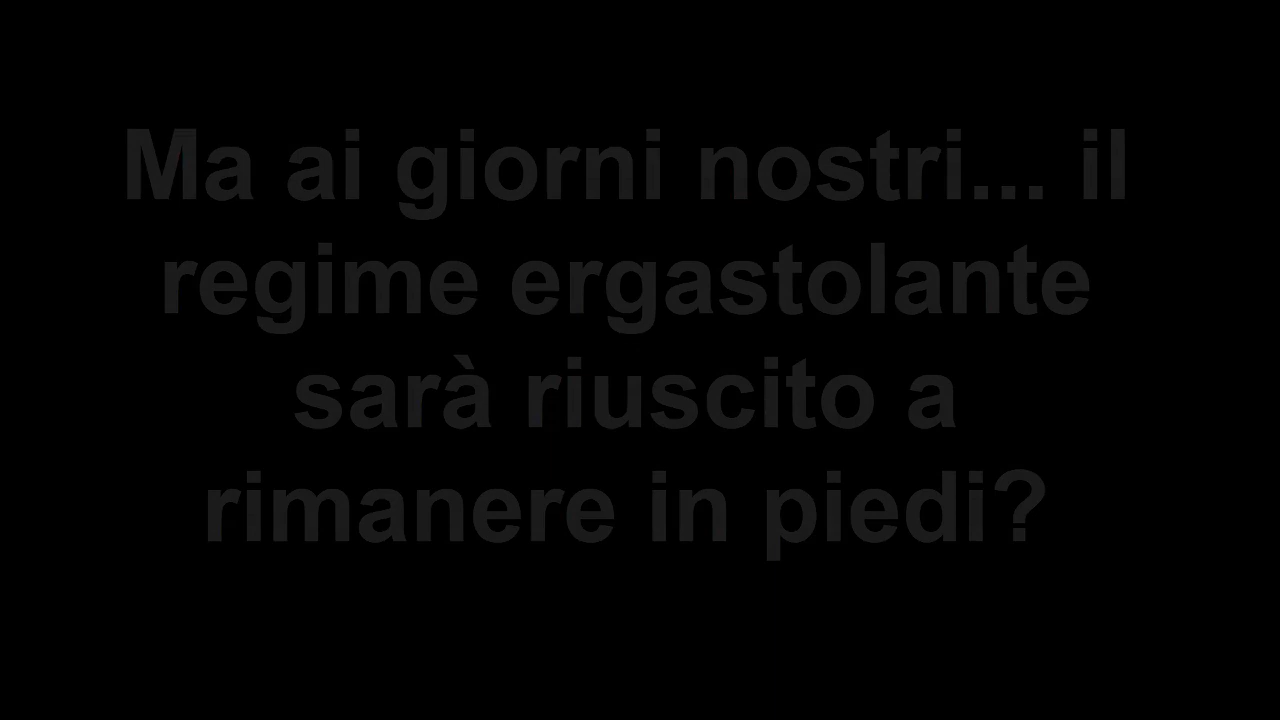 Ma ai giorni nostri... il
regime ergastolante
sarà riuscito a
rimanere in piedi?